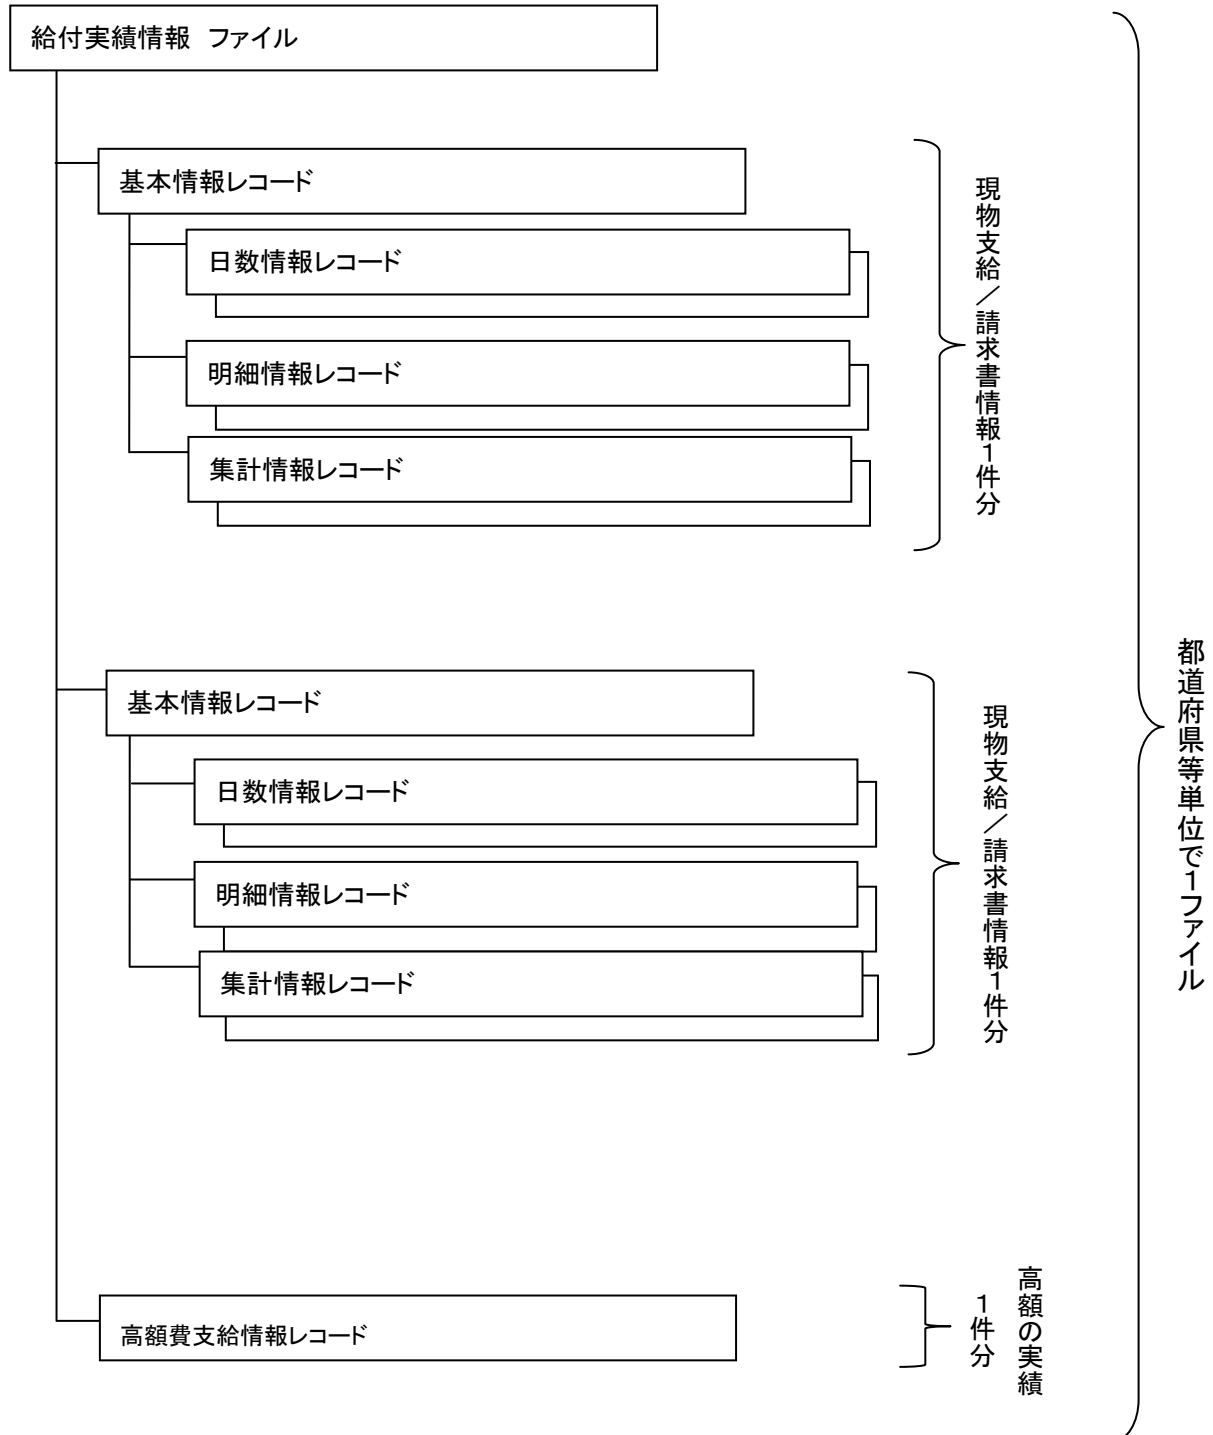 給付実績情報　ファイル
基本情報レコード
日数情報レコード
明細情報レコード
集計情報レコード
現物支給／請求書情報１件分
基本情報レコード
日数情報レコード
明細情報レコード
集計情報レコード
現物支給／請求書情報１件分
高額費支給情報レコード
高額の実績
１件分
都道府県等単位で１ファイル